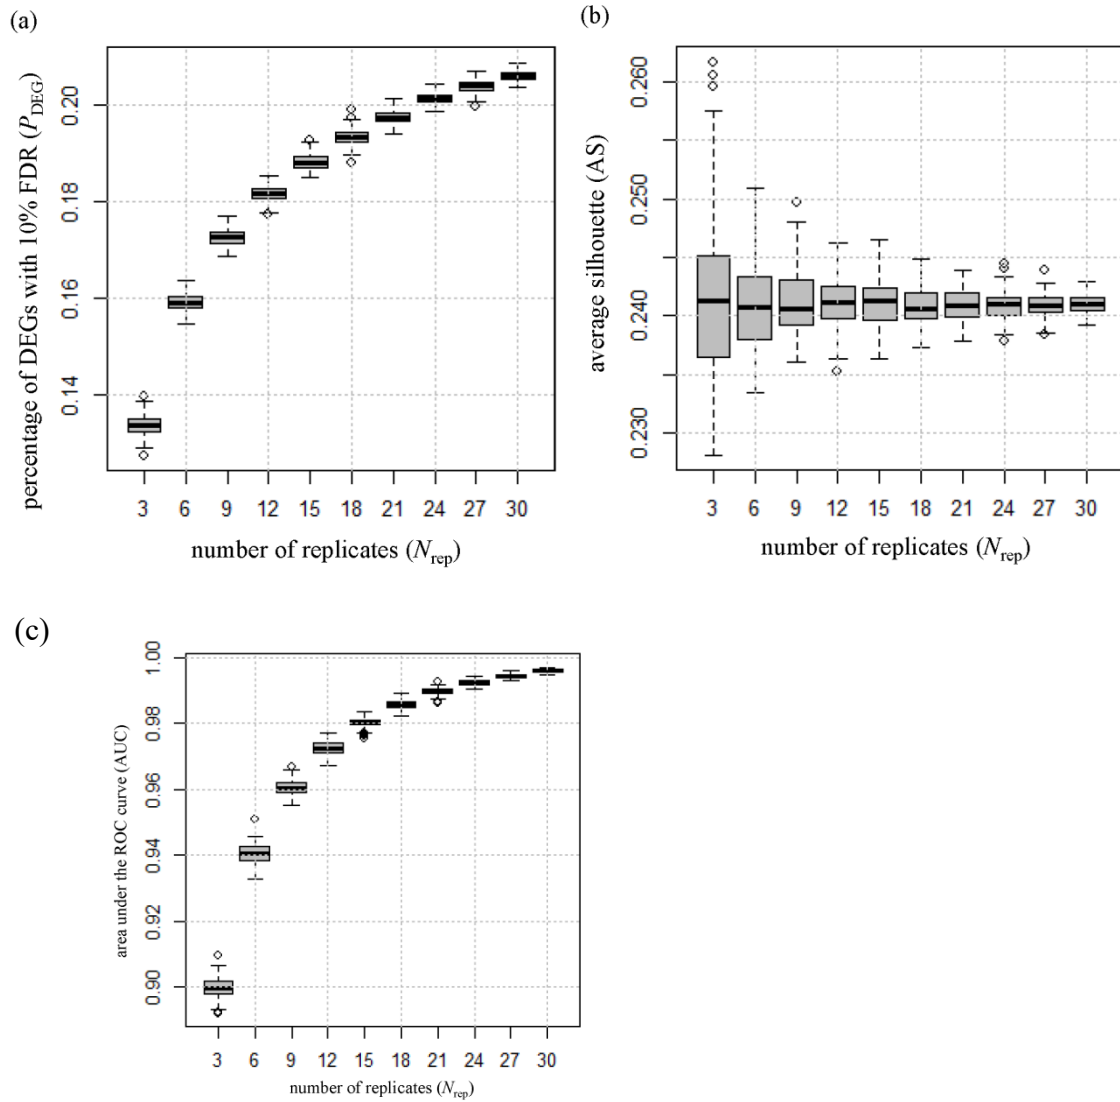 (a)
percentage of DEGs with 10% FDR (P_DEG)
0.20
0.18
0.16
0.14
3 6 9 12 15 18 21 24 27 30
number of replicates (N_rep)
(b)
average silhouette (AS)
0.260
0.250
0.240
0.230
3 6 9 12 15 18 21 24 27 30
number of replicates (N_rep)
(c)
area under the ROC curve (AUC)
1.00
0.98
0.96
0.94
0.92
0.90
3 6 9 12 15 18 21 24 27 30
number of replicates (N_rep)